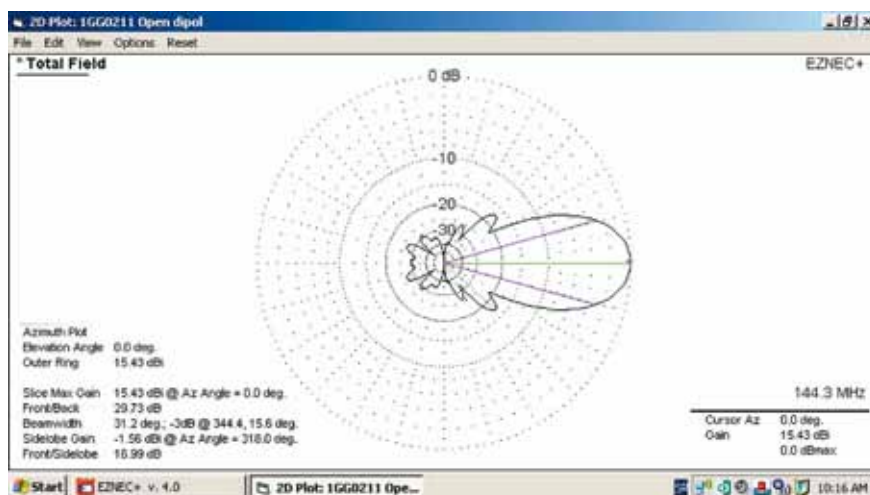 2D Plot: 1GG0211 Open dipol
File Edit View Options Reset
* Total Field
EZNEC+
0 dB
-10
-20
-30
Azimuth Plot
Elevation Angle 0.0 deg.
Outer Ring 15.43 dBi
Slice Max Gain 15.43 dBi @ Az Angle = 0.0 deg.
Front/Back 29.73 dB
Beamwidth 31.2 deg.; -3dB @ 344.4, 15.6 deg.
Sidelobe Gain -1.56 dBi @ Az Angle = 318.0 deg.
Front/Sidelobe 16.99 dB
144.3 MHz
Cursor Az 0.0 deg.
Gain 15.43 dBi
0.0 dBmax
Start
EZNEC+ v. 4.0
2D Plot: 1GG0211 Ope...
10:16 AM